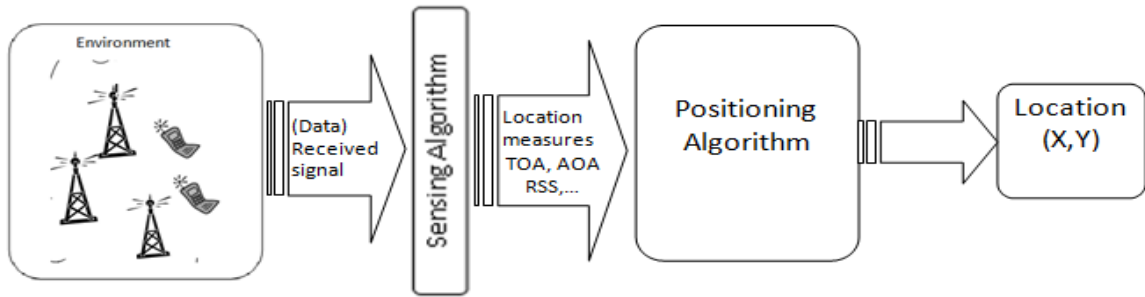 Environment
(Data)
Received
signal
Sensing Algorithm
Location
measures
TOA, AOA
RSS,...
Positioning
Algorithm
Location
(X,Y)